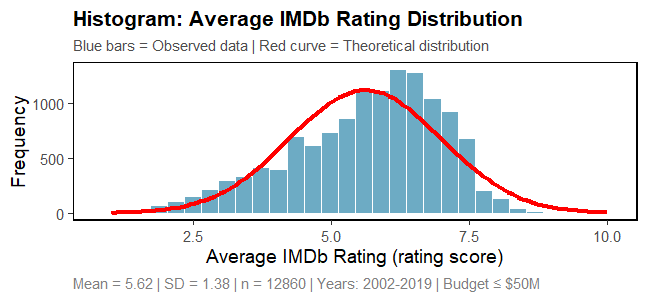 Histogram: Average IMDb Rating Distribution
Blue bars = Observed data | Red curve = Theoretical distribution
Frequency
1000
500
0
2.5 5.0 7.5 10.0
Average IMDb Rating (rating score)
Mean = 5.62 | SD = 1.38 | n = 12860 | Years: 2002-2019 | Budget ≤ $50M